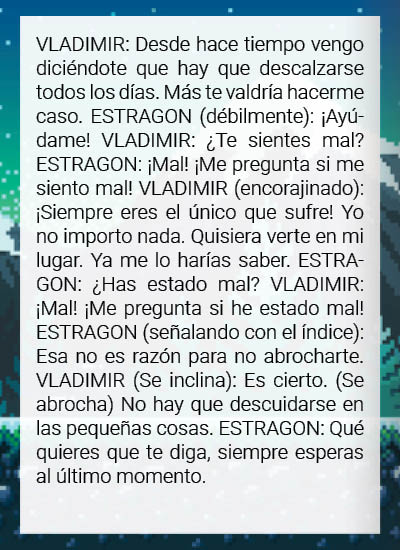 VLADIMIR: Desde hace tiempo vengo
diciéndote que hay que descalzarse
todos los días. Más te valdría hacerme
caso. ESTRAGON (débilmente): ¡Ayú-
dame! VLADIMIR: ¿Te sientes mal?
ESTRAGON: ¡Mal! ¡Me pregunta si me
siento mal! VLADIMIR (encorajinado):
¡Siempre eres el único que sufre! Yo
no importo nada. Quisiera verte en mi
lugar. Ya me lo harías saber. ESTRA-
GON: ¿Has estado mal? VLADIMIR:
¡Mal! ¡Me pregunta si he estado mal!
ESTRAGON (señalando con el índice):
Esa no es razón para no abrocharte.
VLADIMIR (Se inclina): Es cierto. (Se
abrocha) No hay que descuidarse en
las pequeñas cosas. ESTRAGON: Qué
quieres que te diga, siempre esperas
al último momento.